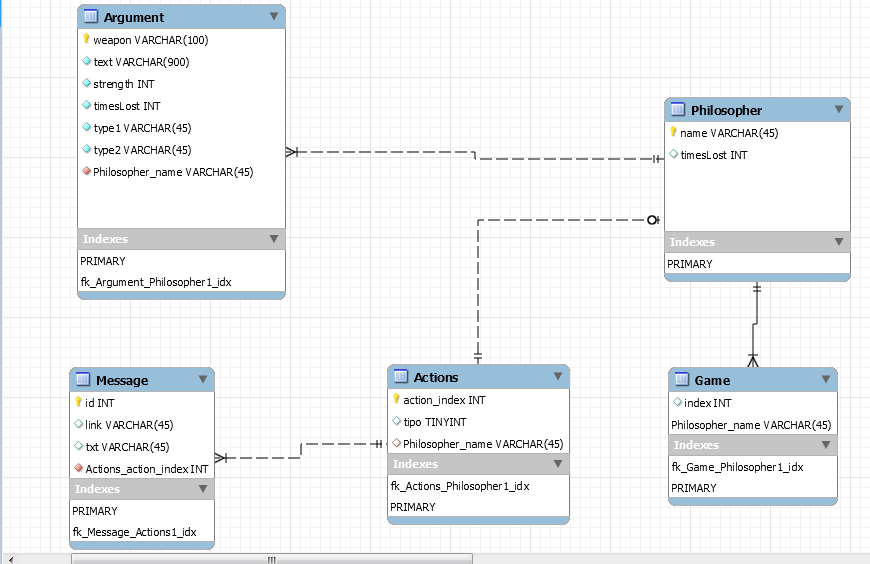 Argument
weapon VARCHAR(100)
text VARCHAR(900)
strength INT
timesLost INT
type1 VARCHAR(45)
type2 VARCHAR(45)
Philosopher_name VARCHAR(45)
Indexes
PRIMARY
fk_Argument_Philosopher1_idx
Philosopher
name VARCHAR(45)
timesLost INT
Indexes
PRIMARY
Message
id INT
link VARCHAR(45)
txt VARCHAR(45)
Actions_action_index INT
Indexes
PRIMARY
fk_Message_Actions1_idx
Actions
action_index INT
tipo TINYINT
Philosopher_name VARCHAR(45)
Indexes
fk_Actions_Philosopher1_idx
PRIMARY
Game
index INT
Philosopher_name VARCHAR(45)
Indexes
fk_Game_Philosopher1_idx
PRIMARY